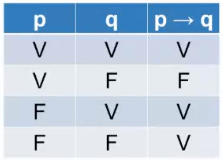 p q p → q
V V V
V F F
F V V
F F V